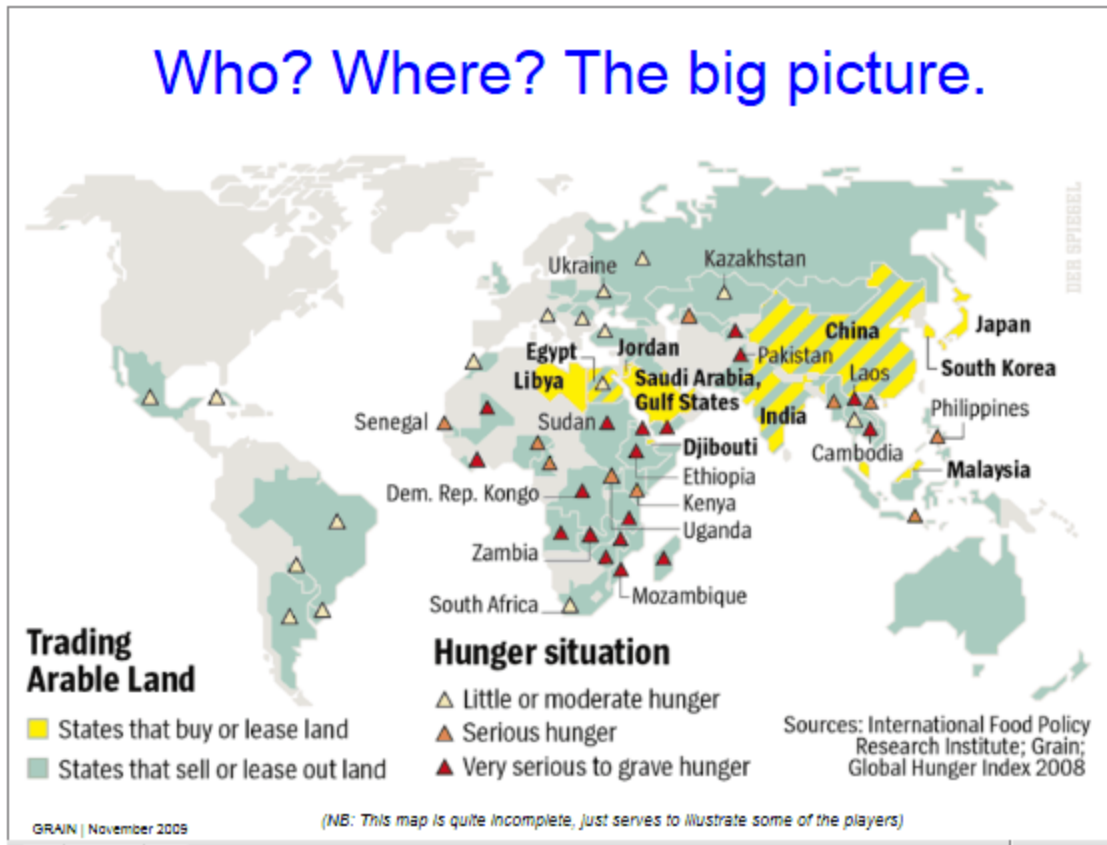 Who? Where? The big picture.
DER SPIEGEL
Ukraine
Kazakhstan
Egypt
Jordan
Libya
Saudi Arabia,
Gulf States
China
Japan
Pakistan
South Korea
Laos
India
Philippines
Senegal
Sudan
Djibouti
Cambodia
Malaysia
Ethiopia
Dem. Rep. Kongo
Kenya
Uganda
Zambia
Mozambique
South Africa
Trading
Arable Land
States that buy or lease land
States that sell or lease out land
Hunger situation
Little or moderate hunger
Serious hunger
Very serious to grave hunger
Sources: International Food Policy
Research Institute; Grain;
Global Hunger Index 2008
GRAIN | November 2009
(NB: This map is quite incomplete, just serves to illustrate some of the players)